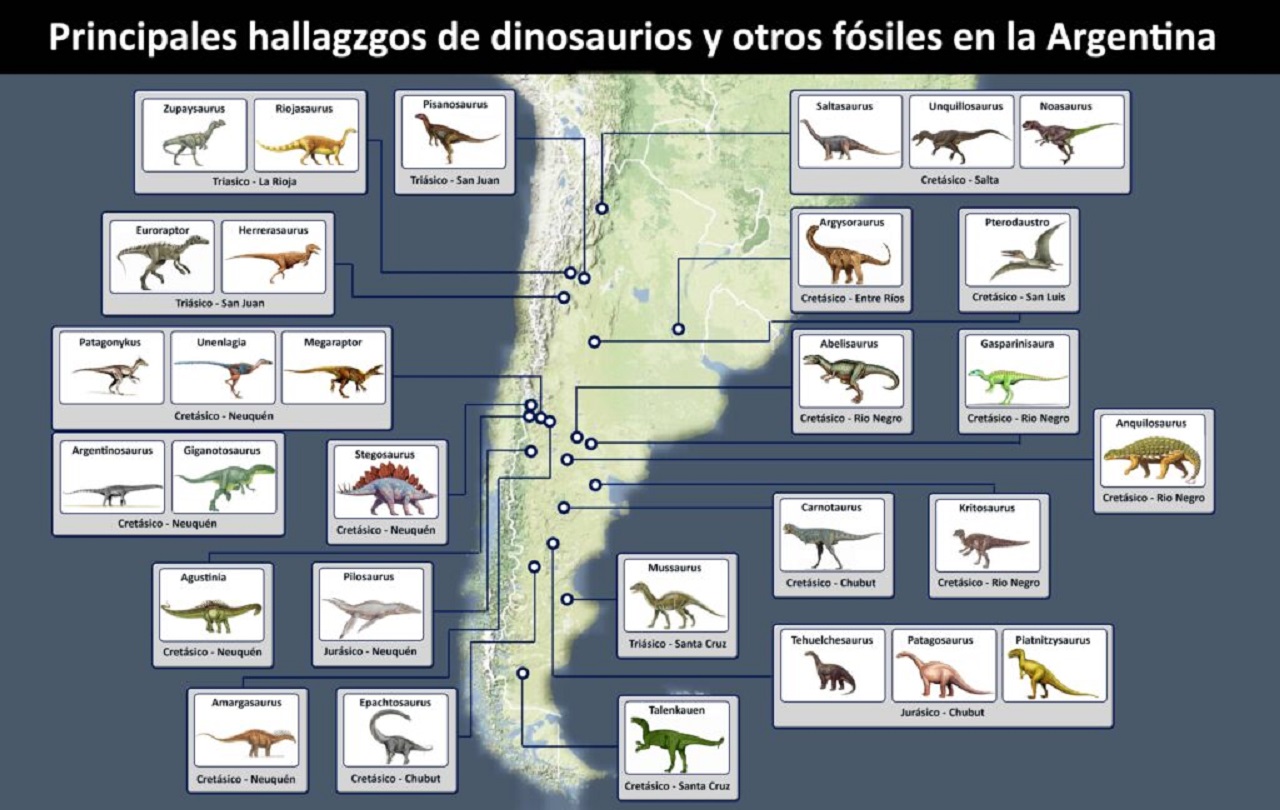 Principales hallagzgos de dinosaurios y otros fósiles en la Argentina
Zupaysaurus
Riojasaurus
Triasico - La Rioja
Pisanosaurus
Triásico - San Juan
Saltasaurus
Unquillosaurus
Noasaurus
Cretásico - Salta
Euroraptor
Herrerasaurus
Triásico - San Juan
Argysoraurus
Cretásico - Entre Ríos
Pterodaustro
Cretásico - San Luis
Patagonykus
Unenlagia
Megaraptor
Cretásico - Neuquén
Abelisaurus
Cretásico - Rio Negro
Gasparinisaura
Cretásico - Rio Negro
Anquilosaurus
Cretásico - Rio Negro
Argentinosaurus
Giganotosaurus
Cretásico - Neuquén
Stegosaurus
Cretásico - Neuquén
Carnotaurus
Cretásico - Chubut
Kritosaurus
Cretásico - Rio Negro
Agustinia
Cretásico - Neuquén
Pilosaurus
Jurásico - Neuquén
Mussaurus
Triásico - Santa Cruz
Tehuelchesaurus
Patagosaurus
Piatnitzysaurus
Jurásico - Chubut
Amargasaurus
Cretásico - Neuquén
Epachtosaurus
Cretásico - Chubut
Talenkauen
Cretásico - Santa Cruz